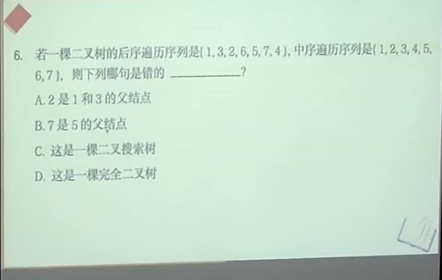 6. 若一棵二叉树的后序遍历序列是{1,3,2,6,5,7,4}, 中序遍历序列是{1,2,3,4,5,
6,7}, 则下列哪句是错的 ________?
A. 2 是 1 和 3 的父结点
B. 7 是 5 的父结点
C. 这是一棵二叉搜索树
D. 这是一棵完全二叉树